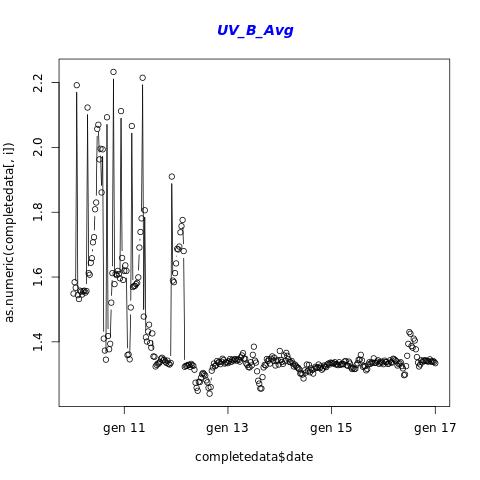 UV_B_Avg
as.numeric(completedata[, i])
2.2
2.0
1.8
1.6
1.4
gen 11 gen 13 gen 15 gen 17
completedata$date